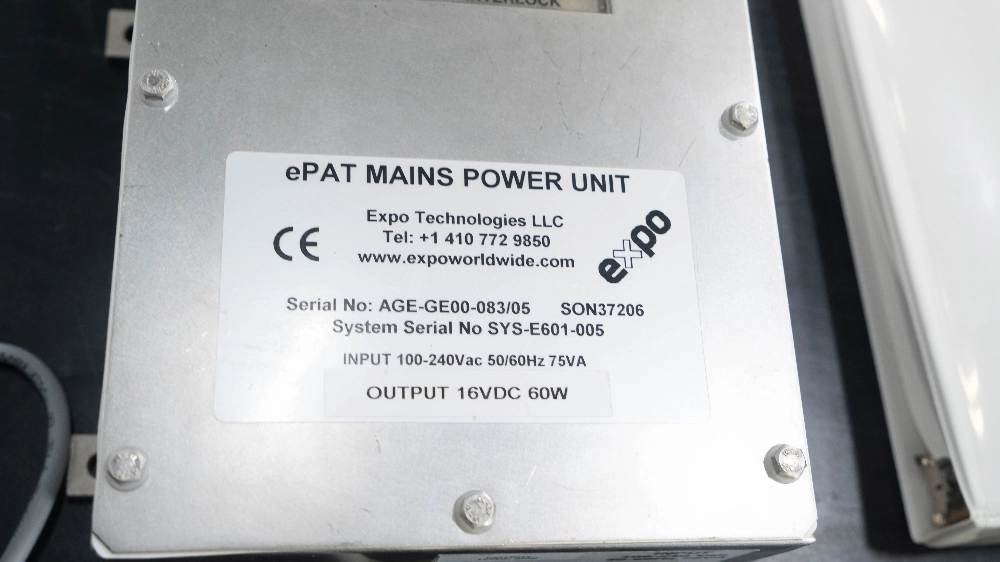 INTERLOCK
ePAT MAINS POWER UNIT
Expo Technologies LLC
CE
Tel: +1 410 772 9850
www.expoworldwide.com
expo
Serial No: AGE-GE00-083/05 SON37206
System Serial No SYS-E601-005
INPUT 100-240Vac 50/60Hz 75VA
OUTPUT 16VDC 60W